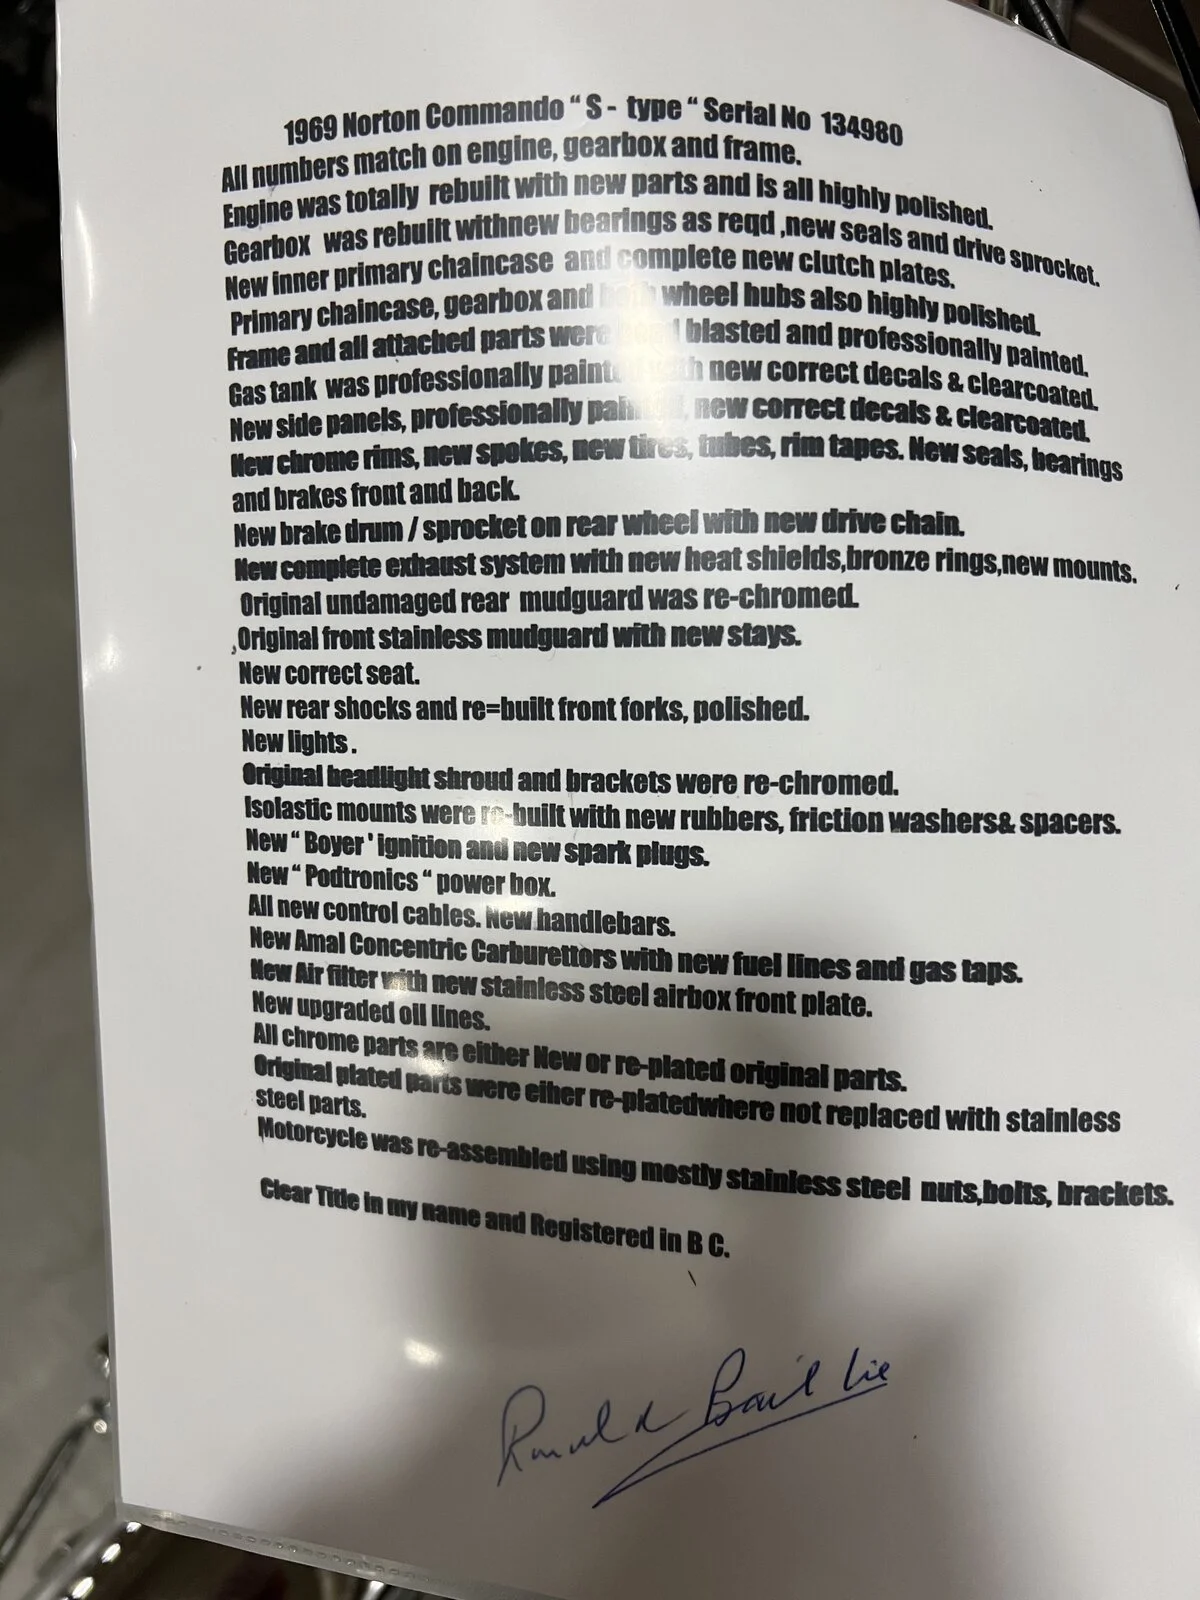 1969 Norton Commando “ S - type “ Serial No 134980
All numbers match on engine, gearbox and frame.
Engine was totally rebuilt with new parts and is all highly polished.
Gearbox was rebuilt withnew bearings as reqd ,new seals and drive sprocket.
New inner primary chaincase and complete new clutch plates.
Primary chaincase, gearbox and both wheel hubs also highly polished.
Frame and all attached parts were blasted and professionally painted.
Gas tank was professionally painted with new correct decals & clearcoated.
New side panels, professionally painted, new correct decals & clearcoated.
New chrome rims, new spokes, new tires, tubes, rim tapes. New seals, bearings
and brakes front and back.
New brake drum / sprocket on rear wheel with new drive chain.
New complete exhaust system with new heat shields,bronze rings,new mounts.
Original undamaged rear mudguard was re-chromed.
,Original front stainless mudguard with new stays.
New correct seat.
New rear shocks and re=built front forks, polished.
New lights .
Original headlight shroud and brackets were re-chromed.
Isolastic mounts were re-built with new rubbers, friction washers& spacers.
New “ Boyer ' ignition and new spark plugs.
New “ Podtronics “ power box.
All new control cables. New handlebars.
New Amal Concentric Carburettors with new fuel lines and gas taps.
New Air filter with new stainless steel airbox front plate.
New upgraded oil lines.
All chrome parts are either New or re-plated original parts.
Original plated parts were eiher re-platedwhere not replaced with stainless
steel parts.
Motorcycle was re-assembled using mostly stainless steel nuts,bolts, brackets.
Clear Title in my name and Registered in B C.
Ronald Baillie